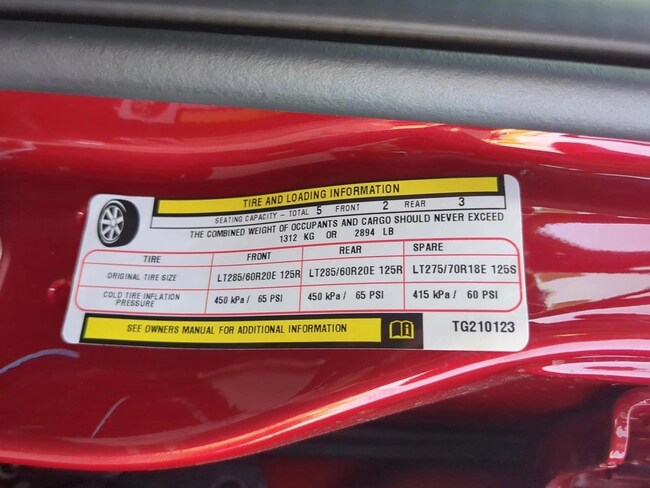 TIRE AND LOADING INFORMATION
SEATING CAPACITY - TOTAL 5 FRONT 2 REAR 3
THE COMBINED WEIGHT OF OCCUPANTS AND CARGO SHOULD NEVER EXCEED
1312 KG OR 2894 LB
TIRE FRONT REAR SPARE
ORIGINAL TIRE SIZE LT285/60R20E 125R LT285/60R20E 125R LT275/70R18E 125S
COLD TIRE INFLATION PRESSURE 450 kPa / 65 PSI 450 kPa / 65 PSI 415 kPa / 60 PSI
SEE OWNERS MANUAL FOR ADDITIONAL INFORMATION
TG210123